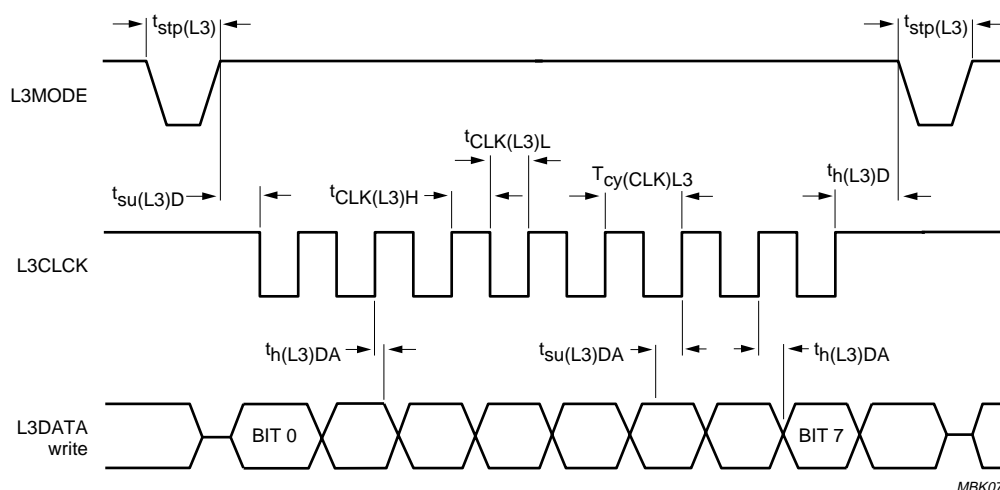 tstp(L3)
tstp(L3)
L3MODE
tCLK(L3)L
tsu(L3)D
tCLK(L3)H
Tcy(CLK)L3
th(L3)D
L3CLCK
th(L3)DA
tsu(L3)DA
th(L3)DA
L3DATA
write
BIT 0
BIT 7
MBK07